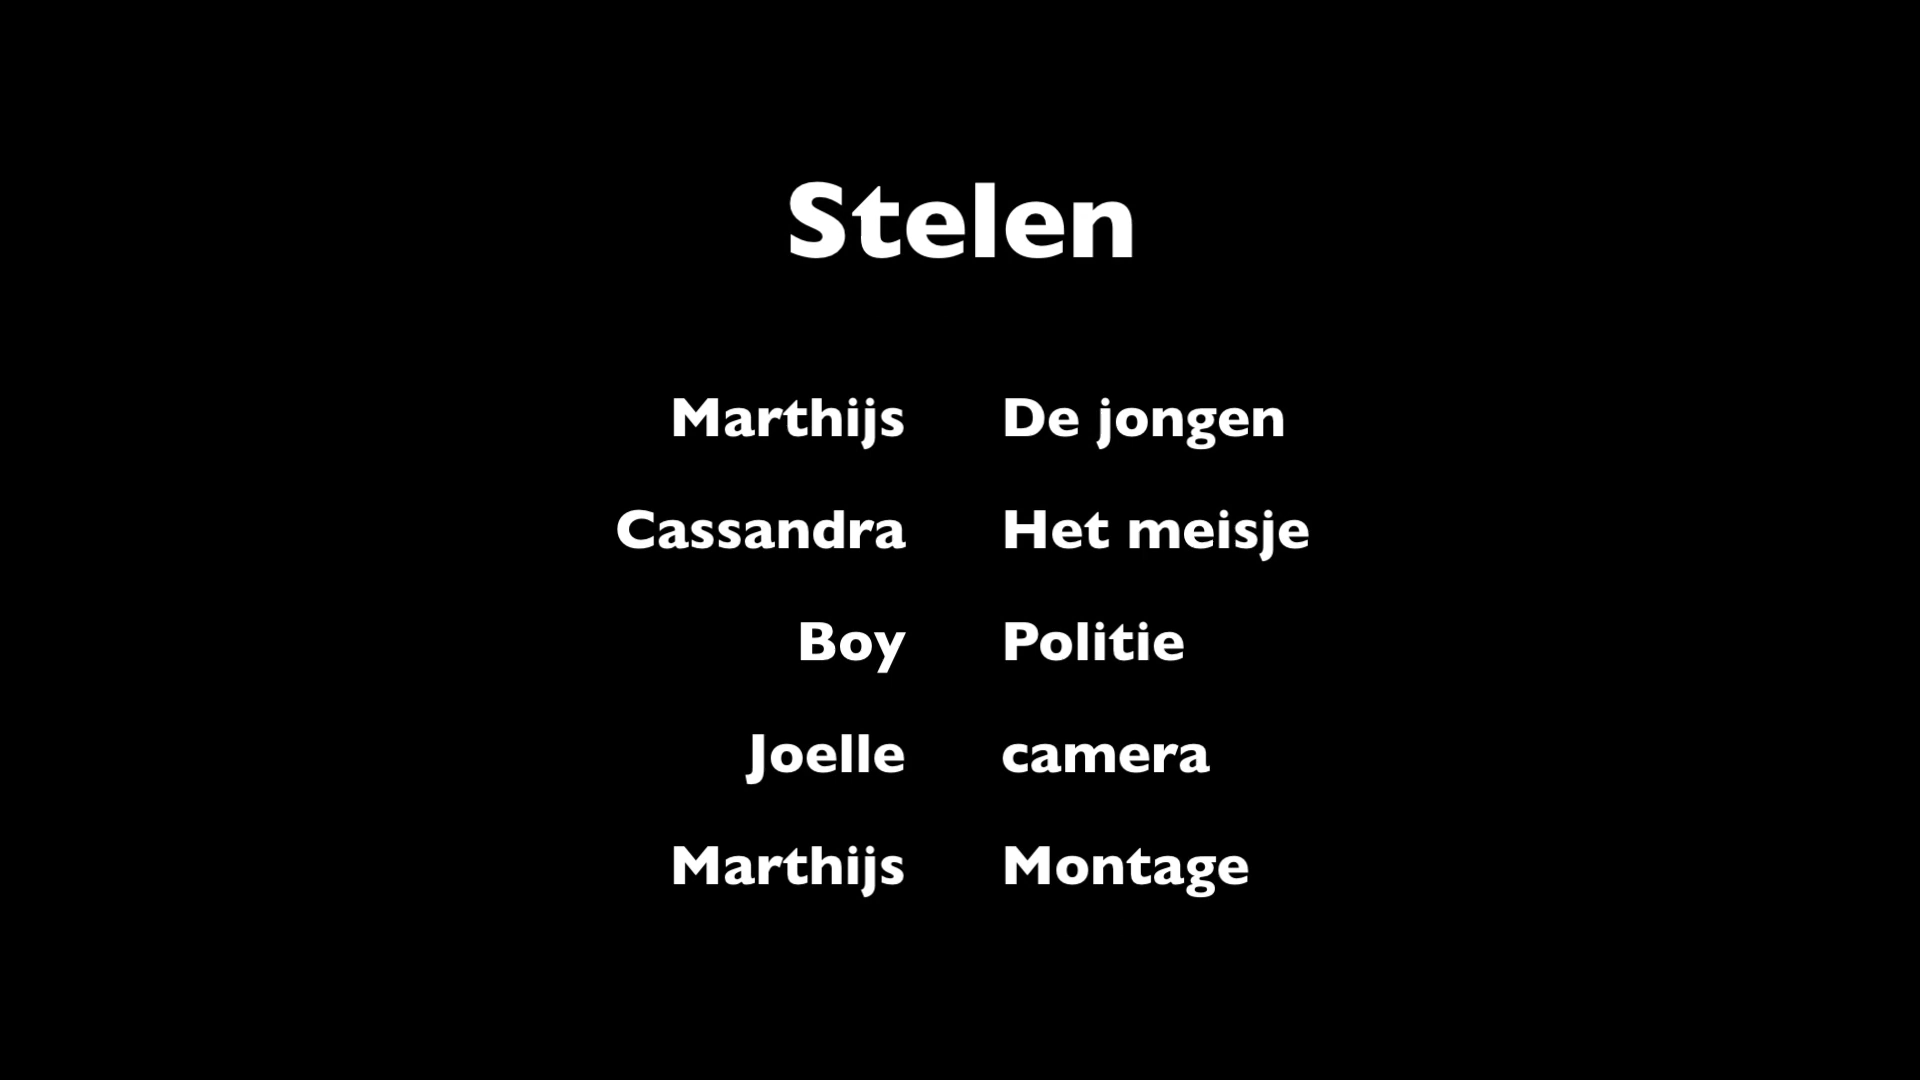 Stelen
Marthijs De jongen
Cassandra Het meisje
Boy Politie
Joelle camera
Marthijs Montage